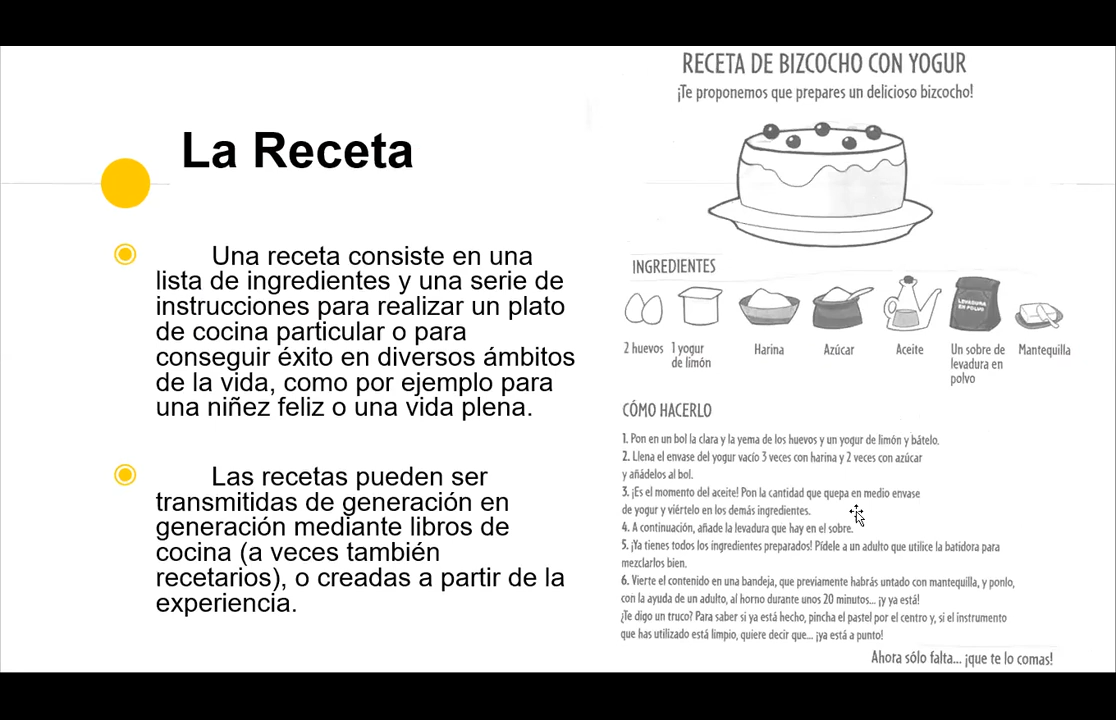 La Receta
Una receta consiste en una
lista de ingredientes y una serie de
instrucciones para realizar un plato
de cocina particular o para
conseguir éxito en diversos ámbitos
de la vida, como por ejemplo para
una niñez feliz o una vida plena.
Las recetas pueden ser
transmitidas de generación en
generación mediante libros de
cocina (a veces también
recetarios), o creadas a partir de la
experiencia.
RECETA DE BIZCOCHO CON YOGUR
¡Te proponemos que prepares un delicioso bizcocho!
INGREDIENTES
LEVADURA
EN POLVO
2 huevos
1 yogur
de limón
Harina
Azúcar
Aceite
Un sobre de
levadura en
polvo
Mantequilla
CÓMO HACERLO
1. Pon en un bol la clara y la yema de los huevos y un yogur de limón y bátelo.
2. Llena el envase del yogur vacío 3 veces con harina y 2 veces con azúcar
y añádelos al bol.
3. ¡Es el momento del aceite! Pon la cantidad que quepa en medio envase
de yogur y viértelo en los demás ingredientes.
4. A continuación, añade la levadura que hay en el sobre.
5. ¡Ya tienes todos los ingredientes preparados! Pídele a un adulto que utilice la batidora para
mezclarlos bien.
6. Vierte el contenido en una bandeja, que previamente habrás untado con mantequilla, y ponlo,
con la ayuda de un adulto, al horno durante unos 20 minutos... ¡y ya está!
¿Te digo un truco? Para saber si ya está hecho, pincha el pastel por el centro y, si el instrumento
que has utilizado está limpio, quiere decir que... ¡ya está a punto!
Ahora sólo falta... ¡que te lo comas!